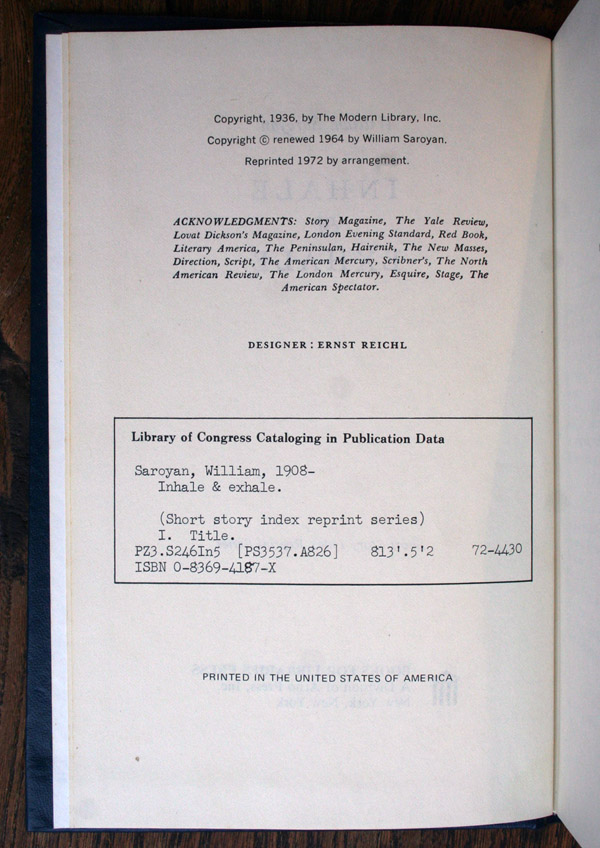 Copyright, 1936, by The Modern Library, Inc.
Copyright © renewed 1964 by William Saroyan.
Reprinted 1972 by arrangement.
ACKNOWLEDGMENTS: Story Magazine, The Yale Review,
Lovat Dickson's Magazine, London Evening Standard, Red Book,
Literary America, The Peninsulan, Hairenik, The New Masses,
Direction, Script, The American Mercury, Scribner's, The North
American Review, The London Mercury, Esquire, Stage, The
American Spectator.
DESIGNER: ERNST REICHL
Library of Congress Cataloging in Publication Data
Saroyan, William, 1908-
Inhale & exhale.
(Short story index reprint series)
I. Title.
PZ3.S246In5 [PS3537.A826] 813'.5'2 72-4430
ISBN 0-8369-4187-X
PRINTED IN THE UNITED STATES OF AMERICA